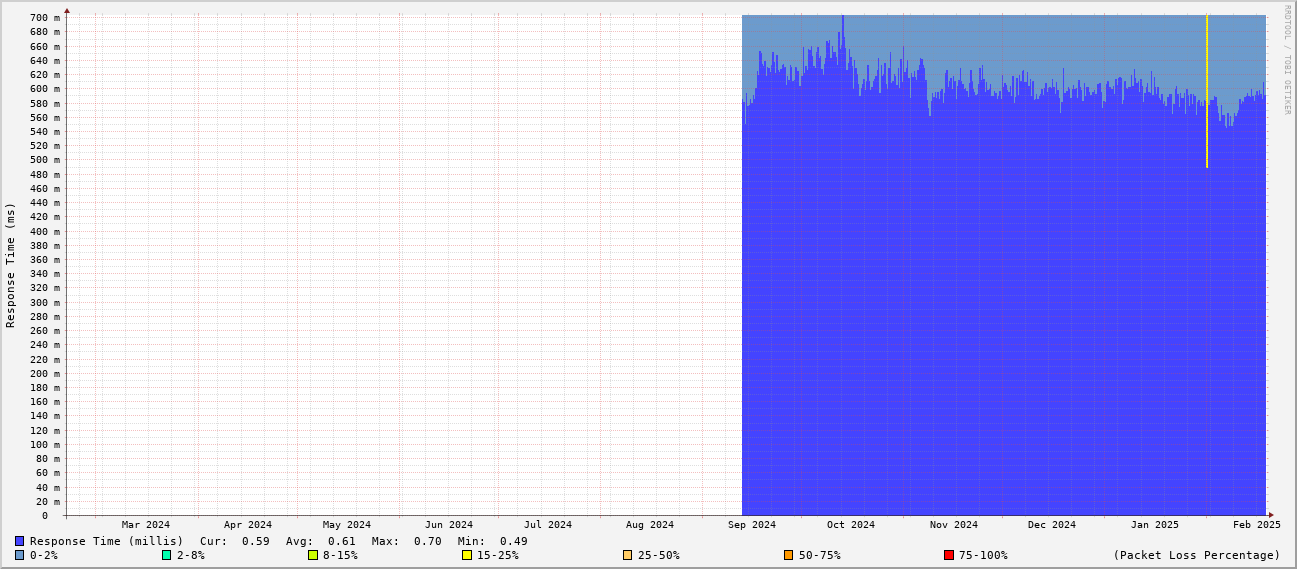 700 m
680 m
660 m
640 m
620 m
600 m
580 m
560 m
540 m
520 m
500 m
480 m
460 m
440 m
420 m
400 m
380 m
360 m
340 m
320 m
300 m
280 m
260 m
240 m
220 m
200 m
180 m
160 m
140 m
120 m
100 m
80 m
60 m
40 m
20 m
0
Response Time (ms)
RRDTOOL / TOBI OETIKER
Mar 2024 Apr 2024 May 2024 Jun 2024 Jul 2024 Aug 2024 Sep 2024 Oct 2024 Nov 2024 Dec 2024 Jan 2025 Feb 2025
Response Time (millis) Cur: 0.59 Avg: 0.61 Max: 0.70 Min: 0.49
0-2% 2-8% 8-15% 15-25% 25-50% 50-75% 75-100% (Packet Loss Percentage)